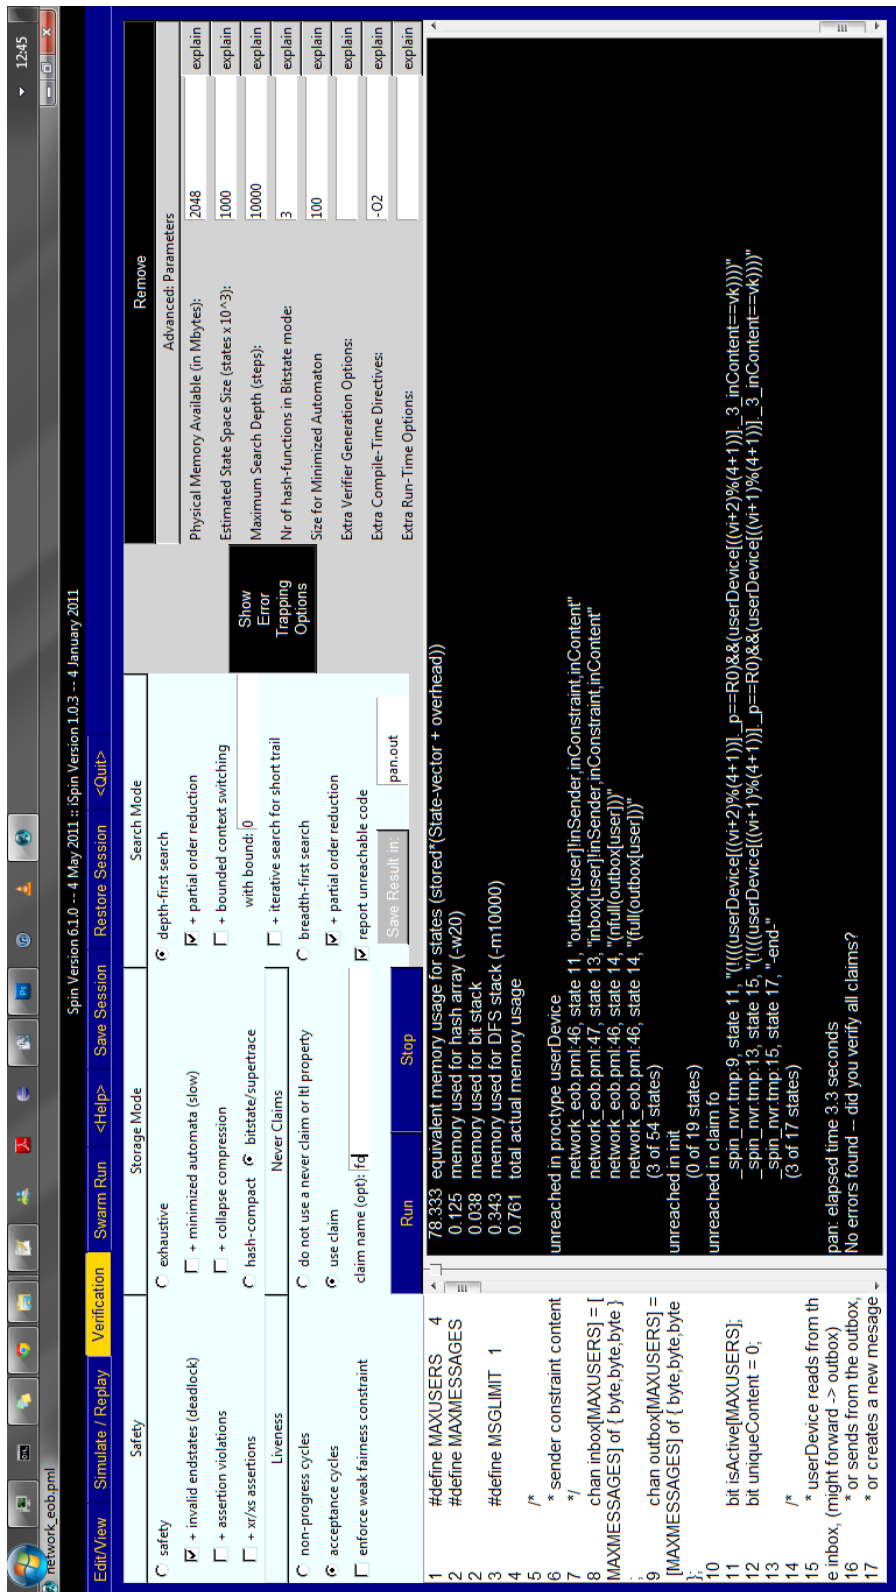 12:45
network_eob.pml
Spin Version 6.1.0 -- 4 May 2011 :: iSpin Version 1.0.3 -- 4 January 2011
Edit/View
Simulate / Replay
Verification
Swarm Run
<Help>
Save Session
Restore Session
<Quit>
Safety
safety
+ invalid endstates (deadlock)
+ assertion violations
+ xr/xs assertions
Liveness
non-progress cycles
acceptance cycles
enforce weak fairness constraint
Storage Mode
exhaustive
+ minimized automata (slow)
+ collapse compression
hash-compact
bitstate/supertrace
Never Claims
do not use a never claim or ltl property
use claim
claim name (opt): fo
Run
Stop
Search Mode
depth-first search
+ partial order reduction
+ bounded context switching
with bound: 0
+ iterative search for short trail
breadth-first search
+ partial order reduction
report unreachable code
Save Result in:
pan.out
Show
Error
Trapping
Options
Remove
Advanced: Parameters
Physical Memory Available (in Mbytes): 2048 explain
Estimated State Space Size (states x 10^3): 1000 explain
Maximum Search Depth (steps): 10000 explain
Nr of hash-functions in Bitstate mode: 3 explain
Size for Minimized Automaton 100 explain
Extra Verifier Generation Options: explain
Extra Compile-Time Directives: -O2 explain
Extra Run-Time Options: explain
1 #define MAXUSERS 4
2 #define MAXMESSAGES
2
3 #define MSGLIMIT 1
4
5 /*
6 * sender constraint content
7 */
8 chan inbox[MAXUSERS] = [
MAXMESSAGES] of { byte,byte,byte }
;
9 chan outbox[MAXUSERS] =
[MAXMESSAGES] of { byte,byte,byte
};
10
11 bit isActive[MAXUSERS];
12 bit uniqueContent = 0;
13
14 /*
15 * userDevice reads from th
e inbox, (might forward -> outbox)
16 * or sends from the outbox,
17 * or creates a new message
78.333 equivalent memory usage for states (stored*(State-vector + overhead))
0.125 memory used for hash array (-w20)
0.038 memory used for bit stack
0.343 memory used for DFS stack (-m10000)
0.761 total actual memory usage
unreached in proctype userDevice
network_eob.pml:46, state 11, "outbox[user]!inSender,inConstraint,inContent"
network_eob.pml:47, state 13, "inbox[user]!inSender,inConstraint,inContent"
network_eob.pml:46, state 14, "(nfull(outbox[user]))"
network_eob.pml:46, state 14, "(full(outbox[user]))"
(3 of 54 states)
unreached in init
(0 of 19 states)
unreached in claim fo
_spin_nvr.tmp:9, state 11, "(!((((userDevice[((vi+2)%(4+1))]._p==R0)&&(userDevice[((vi+2)%(4+1))]._3_inContent==vk))))"
_spin_nvr.tmp:13, state 15, "(!((((userDevice[((vi+1)%(4+1))]._p==R0)&&(userDevice[((vi+1)%(4+1))]._3_inContent==vk))))"
_spin_nvr.tmp:15, state 17, "-end-"
(3 of 17 states)
pan: elapsed time 3.3 seconds
No errors found -- did you verify all claims?